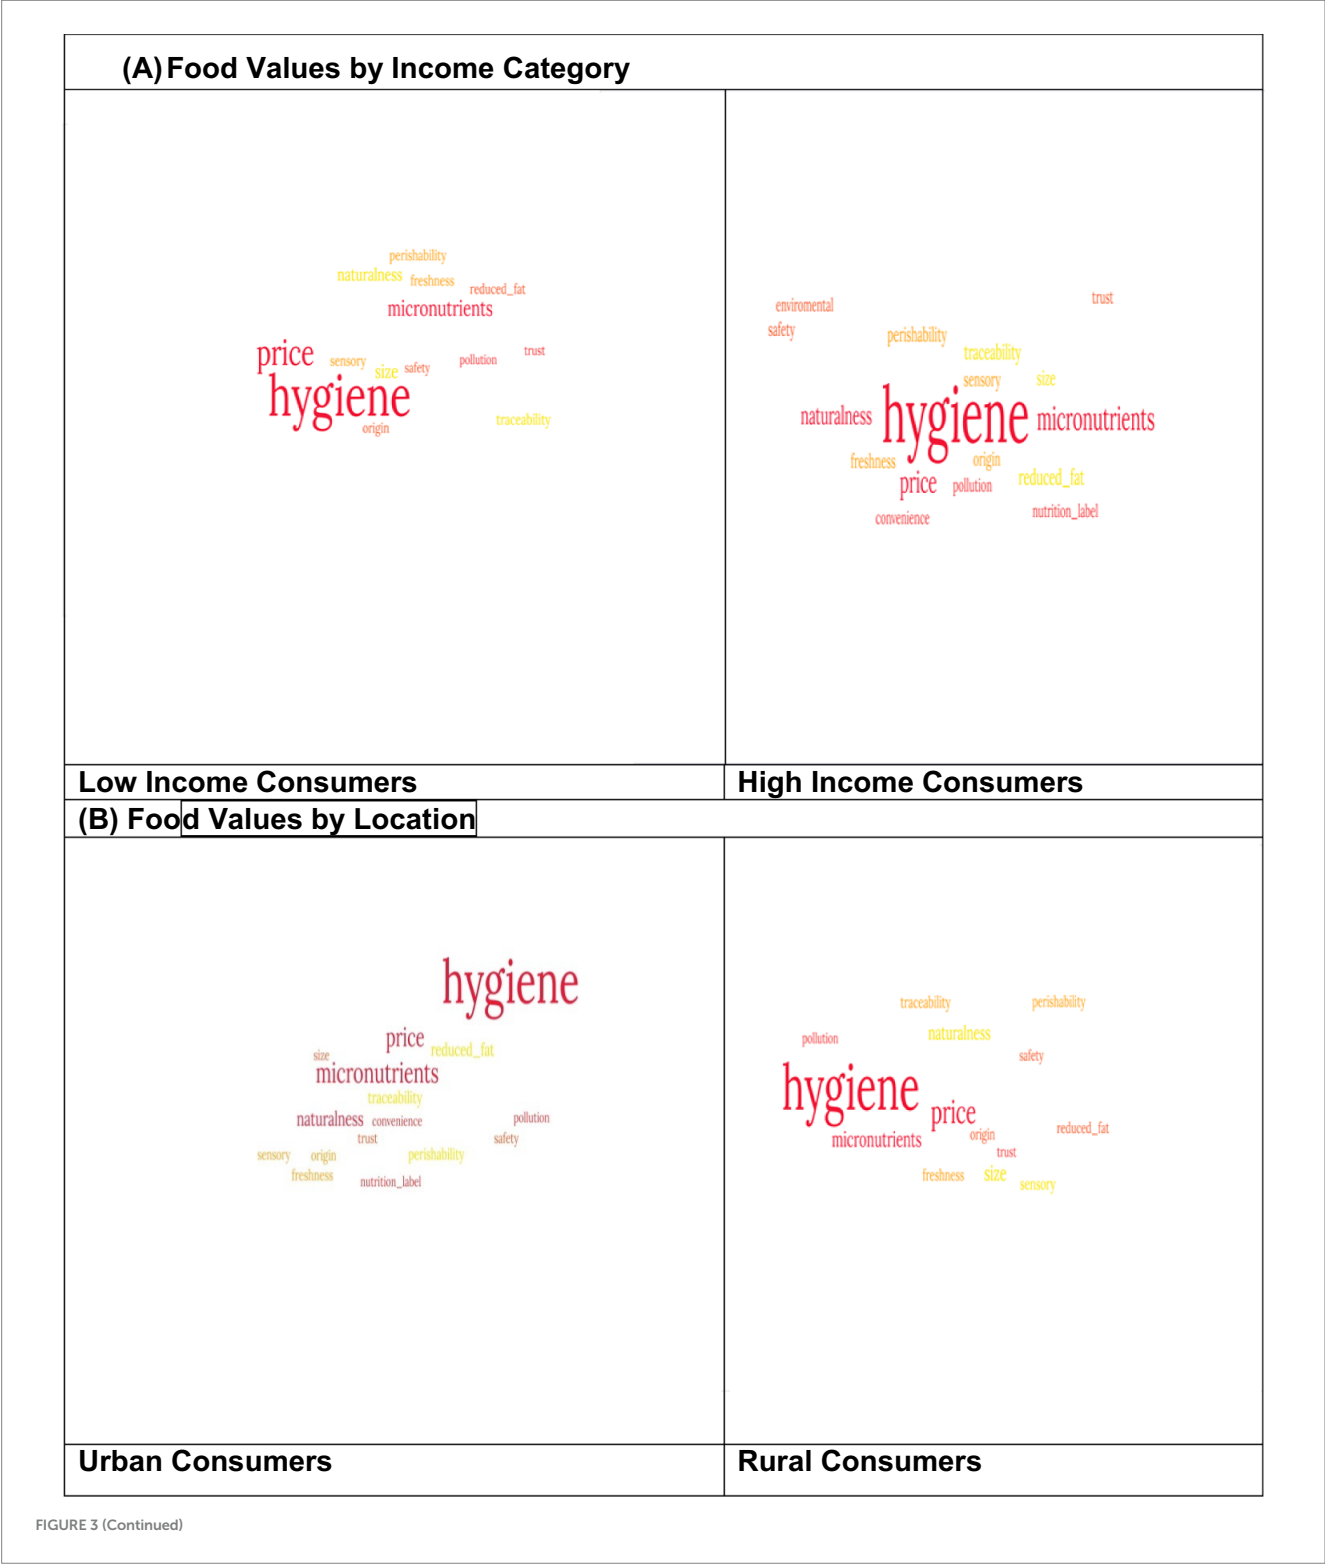 (A) Food Values by Income Category
perishability
naturalness freshness
reduced_fat
micronutrients
price sensory size safety pollution trust
hygiene
origin
traceability
enviromental
trust
safety
perishability
traceability
sensory size
naturalness hygiene micronutrients
freshness origin
price pollution reduced_fat
convenience nutrition_label
Low Income Consumers
High Income Consumers
(B) Food Values by Location
hygiene
price
size reduced_fat
micronutrients
traceability
naturalness convenience pollution
trust safety
sensory origin perishability
freshness nutrition_label
traceability perishability
pollution naturalness
safety
hygiene
price
micronutrients origin reduced_fat
trust
freshness size sensory
Urban Consumers
Rural Consumers
FIGURE 3 (Continued)